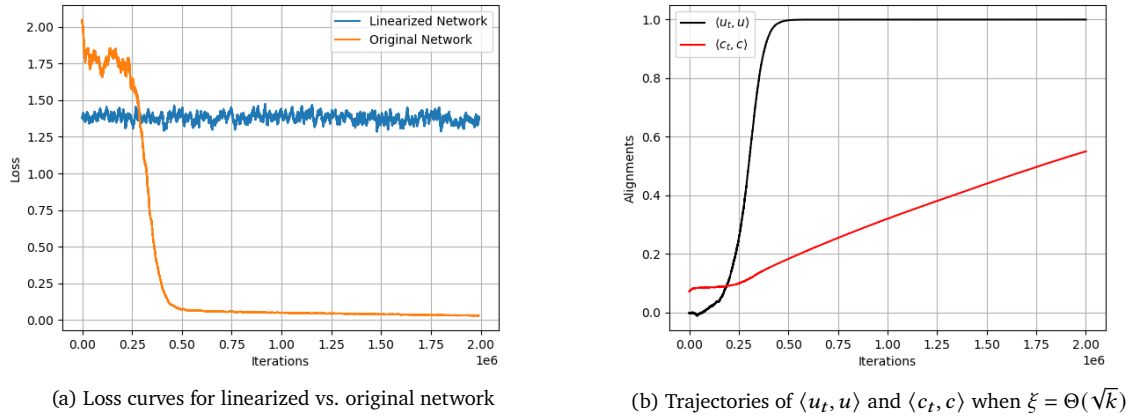 2.00
1.75
1.50
1.25
1.00
0.75
0.50
0.25
0.00
Loss
Linearized Network
Original Network
0.00 0.25 0.50 0.75 1.00 1.25 1.50 1.75 2.00
Iterations
1e6
(a) Loss curves for linearized vs. original network
1.0
0.8
0.6
0.4
0.2
0.0
Alignments
⟨u_t, u⟩
⟨c_t, c⟩
0.00 0.25 0.50 0.75 1.00 1.25 1.50 1.75 2.00
Iterations
1e6
(b) Trajectories of ⟨u_t, u⟩ and ⟨c_t, c⟩ when ξ = Θ(√k)